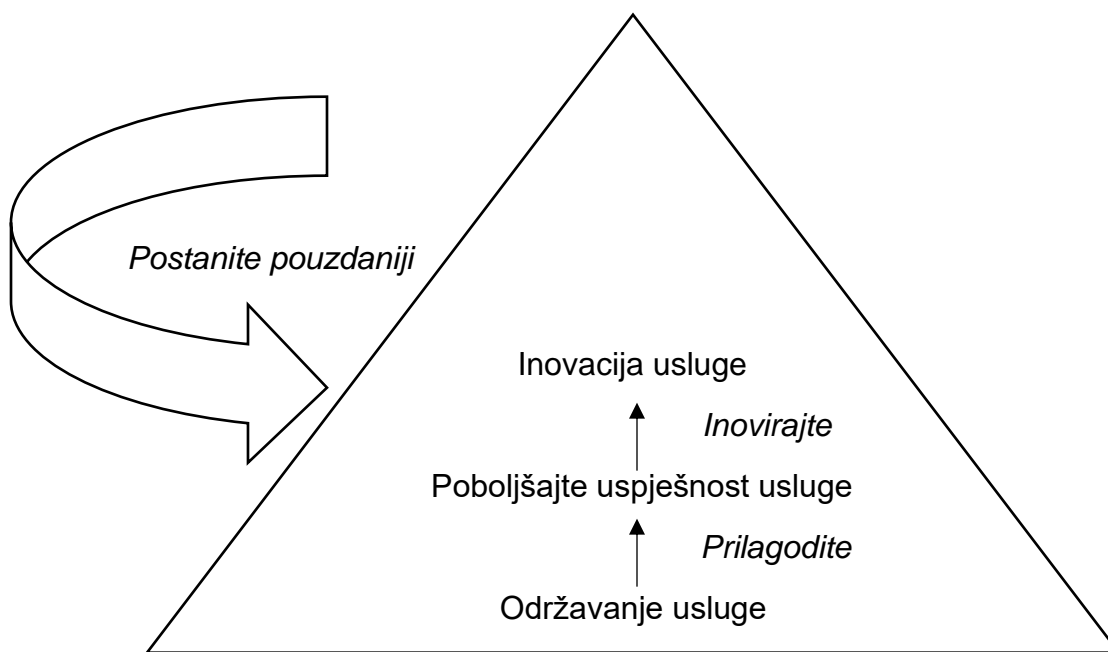 Postanite pouzdaniji
Inovacija usluge
Inovirajte
Poboljšajte uspješnost usluge
Prilagodite
Održavanje usluge